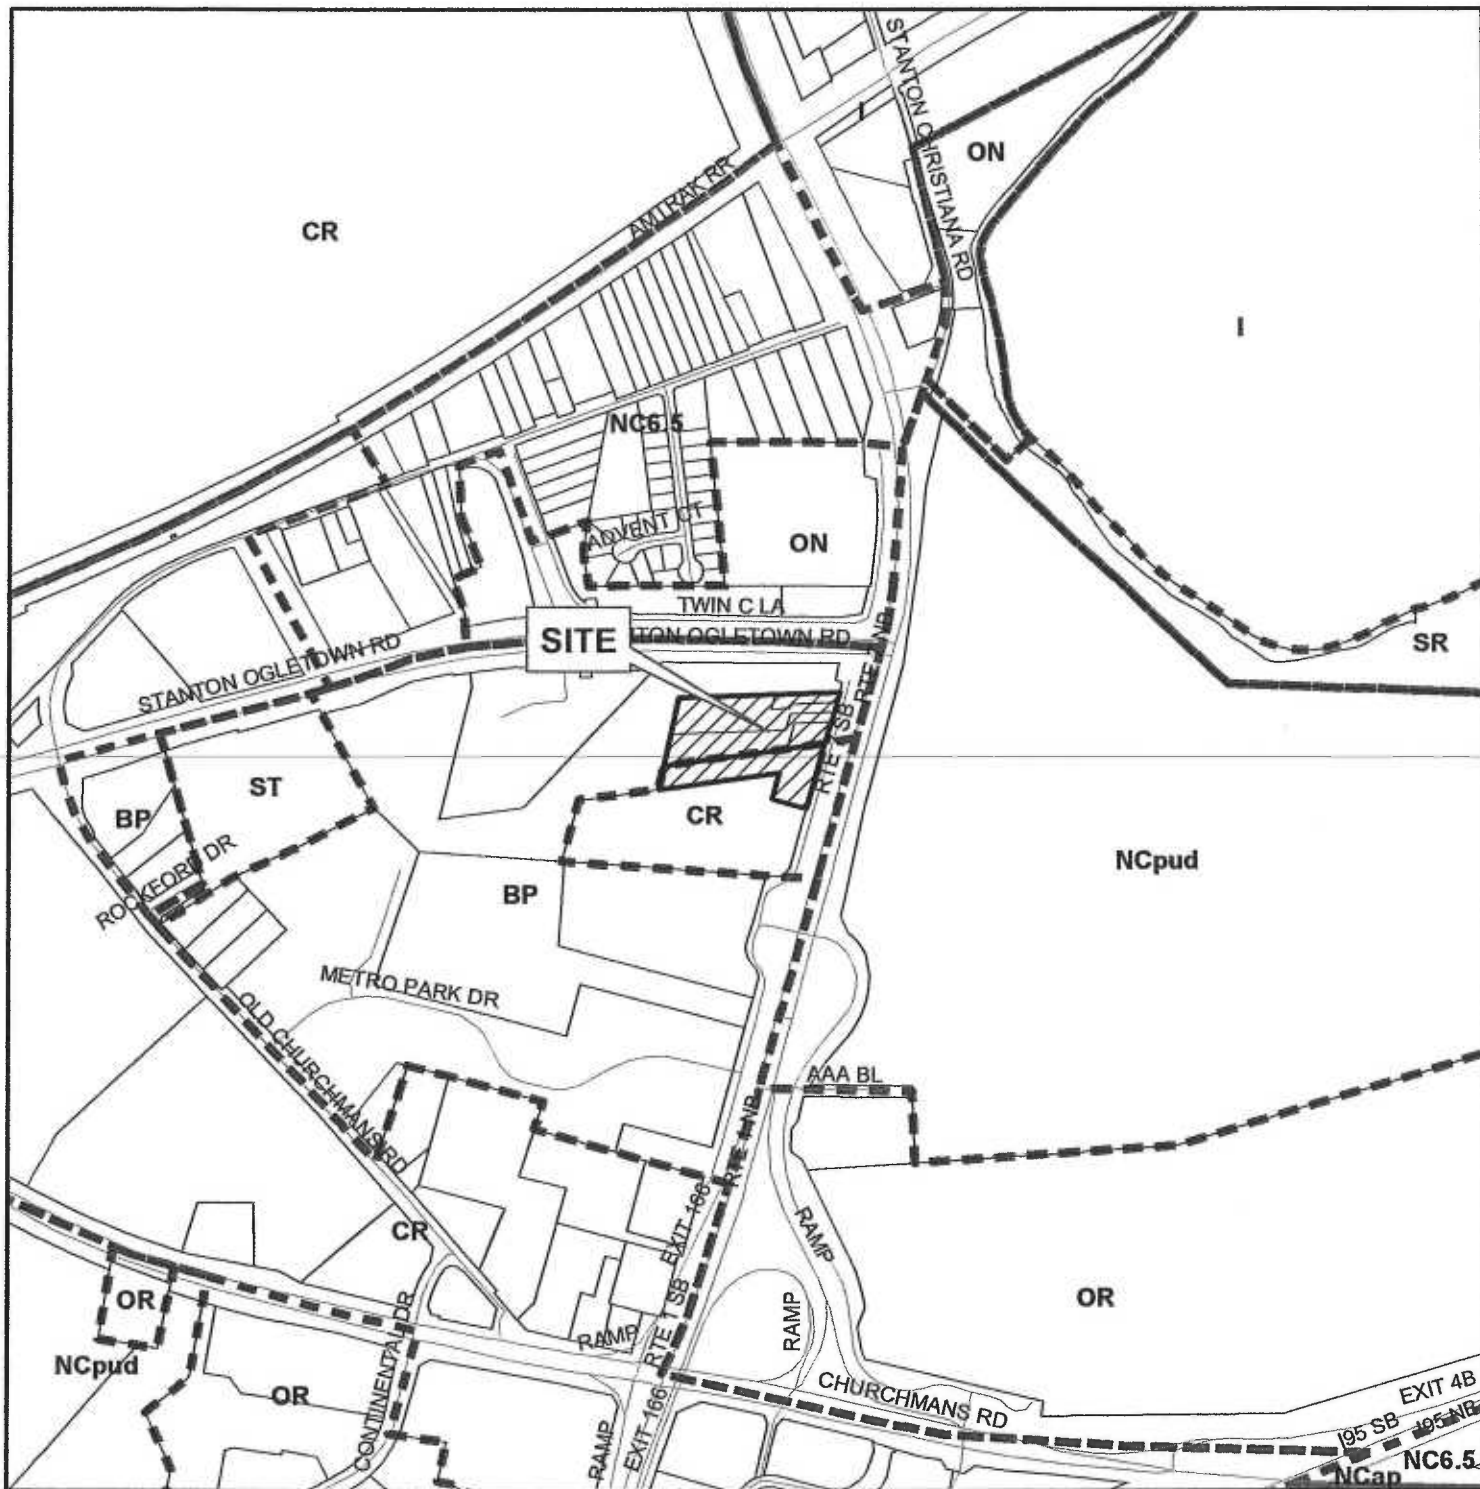 STANTON CHRISTIANA RD
I
ON
AMTRAK RR
CR
I
NC6.5
ADVENT CT
ON
TWIN C LA
SITE
TON OGLETOWN RD
SR
STANTON OGLETOWN RD
RTE 1 NB
RTE 1 SB
ST
BP
CR
ROCKFORD DR
NCpud
BP
METRO PARK DR
OLD CHURCHMANS RD
AAA BL
RTE 1 NB
EXIT 166
RAMP
CR
OR
OR
RTE 1 SB
RAMP
RAMP
NCpud
OR
CONTINENTAL DR
CHURCHMANS RD
EXIT 4B
I95 SB
I95 NB
EXIT 166
RAMP
NC6.5
NCap